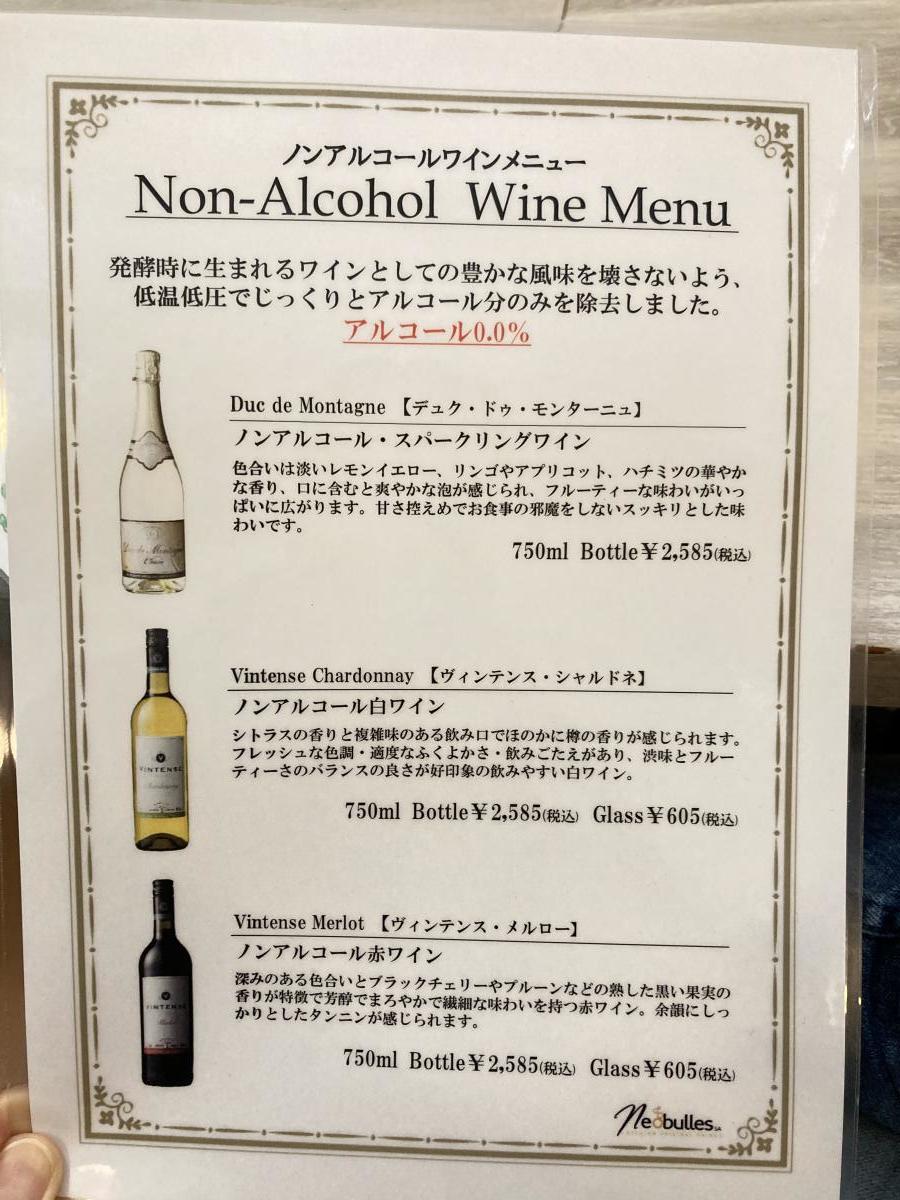 ノンアルコールワインメニュー
Non-Alcohol Wine Menu
発酵時に生まれるワインとしての豊かな風味を壊さないよう、
低温低圧でじっくりとアルコール分のみを除去しました。
アルコール0.0%
Duc de Montagne 【デュク・ドゥ・モンターニュ】
ノンアルコール・スパークリングワイン
色合いは淡いレモンイエロー、リンゴやアプリコット、ハチミツの華やか
な香り、口に含むと爽やかな泡が感じられ、フルーティーな味わいがいっ
ぱいに広がります。甘さ控えめでお食事の邪魔をしないスッキリとした味
わいです。
750ml Bottle￥2,585(税込)
Duc de Montagne
Vintense Chardonnay 【ヴィンテンス・シャルドネ】
ノンアルコール白ワイン
シトラスの香りと複雑味のある飲み口でほのかに樽の香りが感じられます。
フレッシュな色調・適度なふくよかさ・飲みごたえがあり、渋味とフルー
ティーさのバランスの良さが好印象の飲みやすい白ワイン。
750ml Bottle￥2,585(税込) Glass￥605(税込)
VINTENSE
Chardonnay
Vintense Merlot 【ヴィンテンス・メルロー】
ノンアルコール赤ワイン
深みのある色合いとブラックチェリーやプルーンなどの熟した黒い果実の
香りが特徴で芳醇でまろやかで繊細な味わいを持つ赤ワイン。余韻にしっ
かりとしたタンニンが感じられます。
750ml Bottle￥2,585(税込) Glass￥605(税込)
VINTENSE
Merlot
Neobulles SA